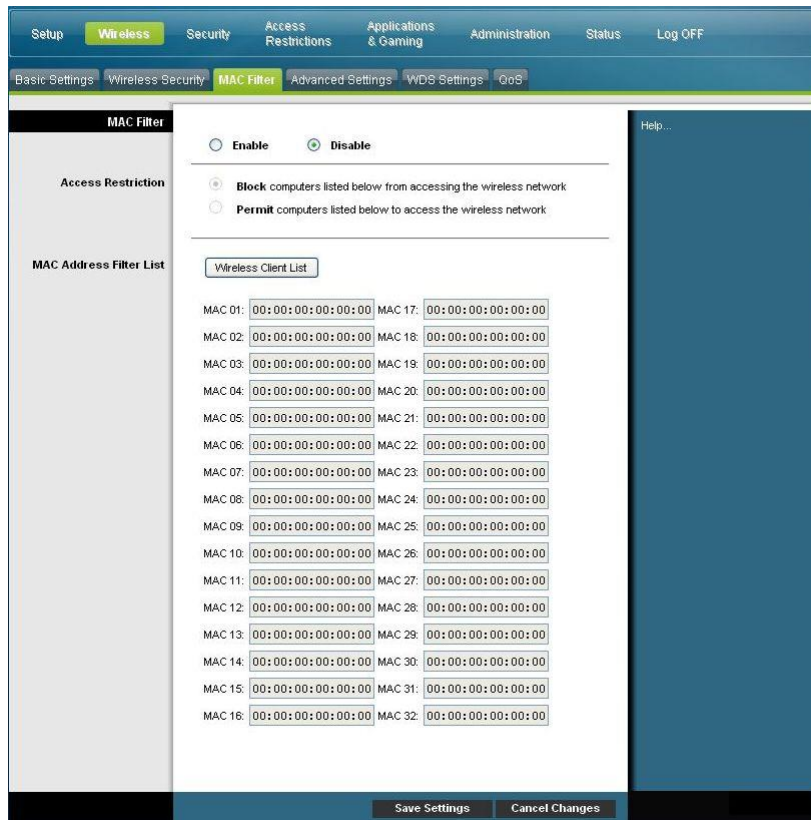 Setup Wireless Security Access Restrictions Applications & Gaming Administration Status Log OFF
Basic Settings Wireless Security MAC Filter Advanced Settings WDS Settings QoS
MAC Filter
Help...
Enable Disable
Access Restriction
Block computers listed below from accessing the wireless network
Permit computers listed below to access the wireless network
MAC Address Filter List
Wireless Client List
MAC 01: 00:00:00:00:00:00 MAC 17: 00:00:00:00:00:00
MAC 02: 00:00:00:00:00:00 MAC 18: 00:00:00:00:00:00
MAC 03: 00:00:00:00:00:00 MAC 19: 00:00:00:00:00:00
MAC 04: 00:00:00:00:00:00 MAC 20: 00:00:00:00:00:00
MAC 05: 00:00:00:00:00:00 MAC 21: 00:00:00:00:00:00
MAC 06: 00:00:00:00:00:00 MAC 22: 00:00:00:00:00:00
MAC 07: 00:00:00:00:00:00 MAC 23: 00:00:00:00:00:00
MAC 08: 00:00:00:00:00:00 MAC 24: 00:00:00:00:00:00
MAC 09: 00:00:00:00:00:00 MAC 25: 00:00:00:00:00:00
MAC 10: 00:00:00:00:00:00 MAC 26: 00:00:00:00:00:00
MAC 11: 00:00:00:00:00:00 MAC 27: 00:00:00:00:00:00
MAC 12: 00:00:00:00:00:00 MAC 28: 00:00:00:00:00:00
MAC 13: 00:00:00:00:00:00 MAC 29: 00:00:00:00:00:00
MAC 14: 00:00:00:00:00:00 MAC 30: 00:00:00:00:00:00
MAC 15: 00:00:00:00:00:00 MAC 31: 00:00:00:00:00:00
MAC 16: 00:00:00:00:00:00 MAC 32: 00:00:00:00:00:00
Save Settings Cancel Changes